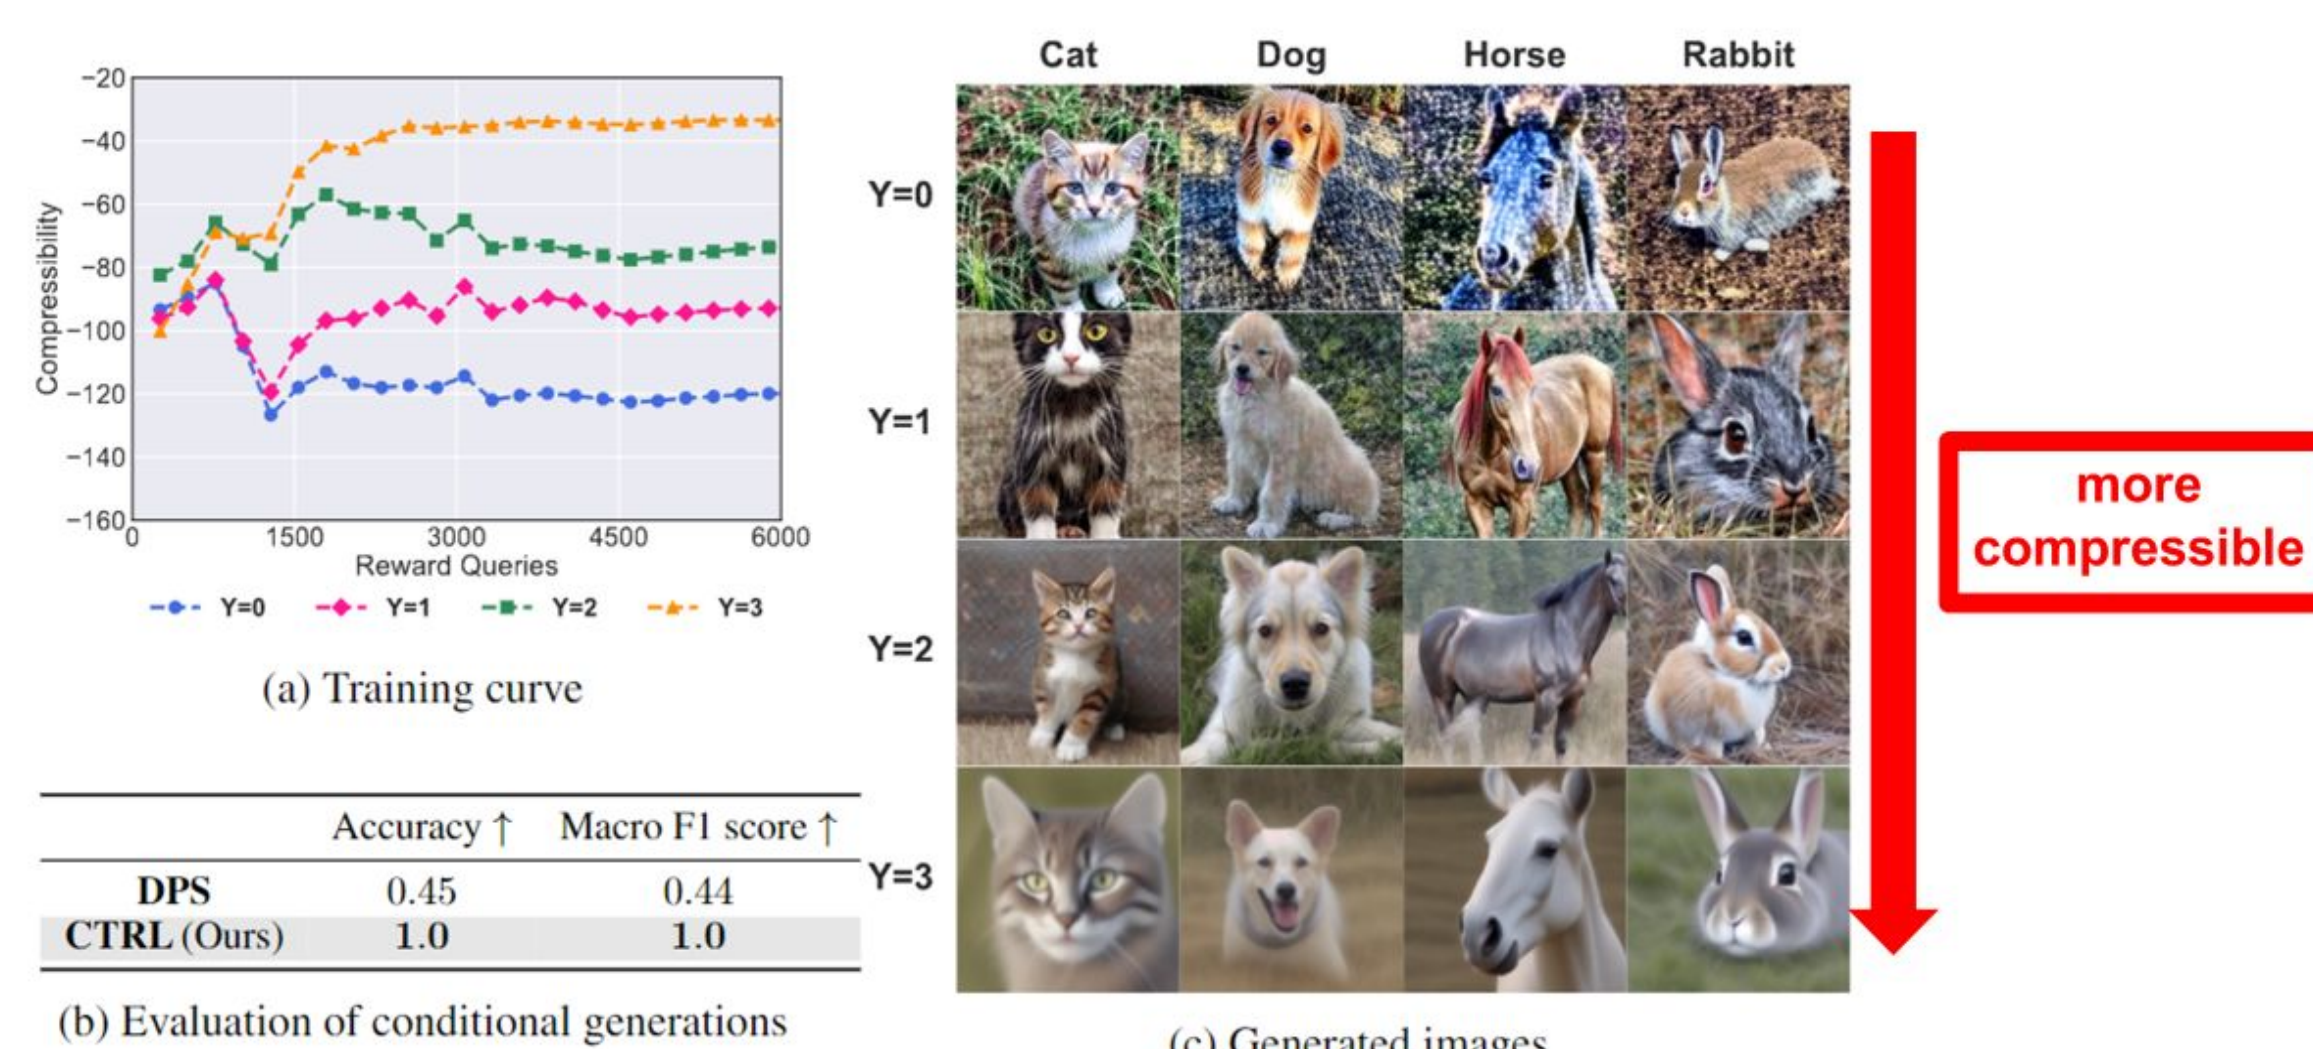 −20
−40
−60
−80
−100
−120
−140
−160
Compressibility
0 1500 3000 4500 6000
Reward Queries
Y=0 Y=1 Y=2 Y=3
(a) Training curve
Accuracy ↑ Macro F1 score ↑
DPS 0.45 0.44
CTRL (Ours) 1.0 1.0
(b) Evaluation of conditional generations
Cat Dog Horse Rabbit
Y=0
Y=1
Y=2
Y=3
(c) Generated images
more
compressible